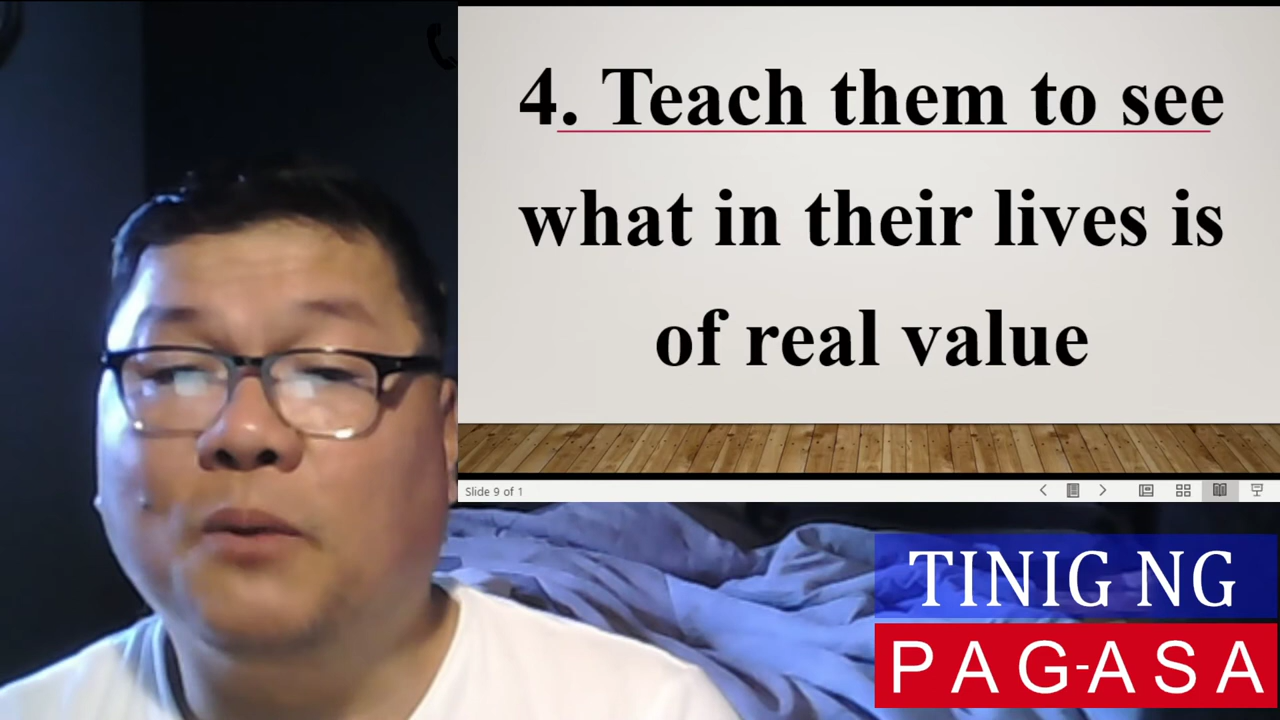 4. Teach them to see
what in their lives is
of real value
Slide 9 of 1
TINIG NG
PAG-ASA